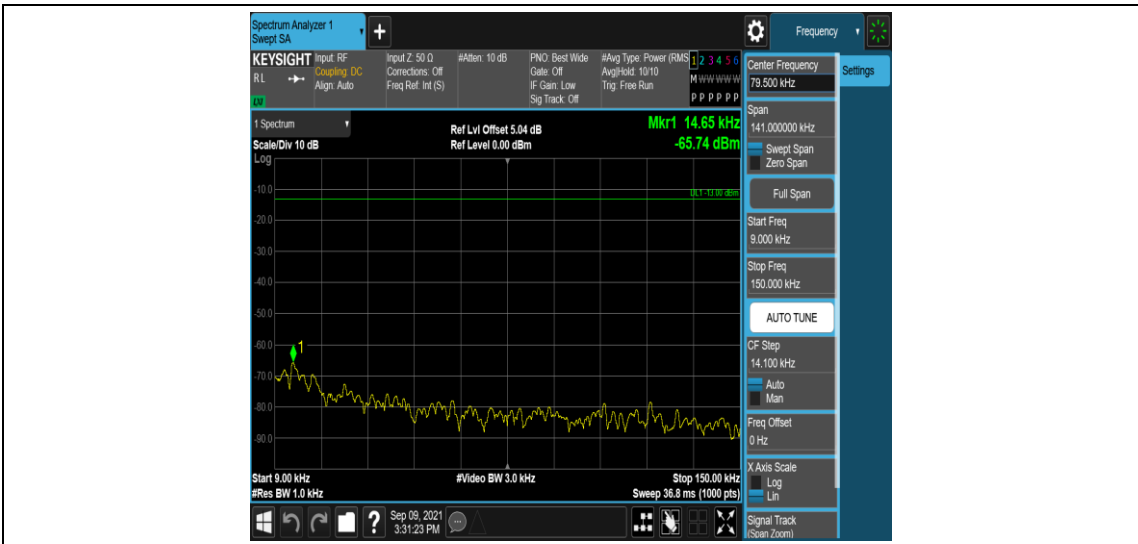 Spectrum Analyzer 1
Swept SA
+
Frequency
KEYSIGHT
RL
LNI
Input: RF
Coupling: DC
Align: Auto
Input Z: 50 Ω
Corrections: Off
Freq Ref: Int (S)
#Atten: 10 dB
PNO: Best Wide
Gate: Off
IF Gain: Low
Sig Track: Off
#Avg Type: Power (RMS
Avg|Hold: 10/10
Trig: Free Run
1 2 3 4 5 6
M W W W W W
P P P P P P
Center Frequency
79.500 kHz
Settings
1 Spectrum
Scale/Div 10 dB
Log
Ref Lvl Offset 5.04 dB
Ref Level 0.00 dBm
Mkr1 14.65 kHz
-65.74 dBm
DL1 -13.00 dBm
-10.0
-20.0
-30.0
-40.0
-50.0
-60.0
-70.0
-80.0
-90.0
1
Start 9.00 kHz
#Res BW 1.0 kHz
#Video BW 3.0 kHz
Stop 150.00 kHz
Sweep 36.8 ms (1000 pts)
Span
141.000000 kHz
Swept Span
Zero Span
Full Span
Start Freq
9.000 kHz
Stop Freq
150.000 kHz
AUTO TUNE
CF Step
14.100 kHz
Auto
Man
Freq Offset
0 Hz
X Axis Scale
Log
Lin
Signal Track
(Span Zoom)
?
Sep 09, 2021
3:31:23 PM